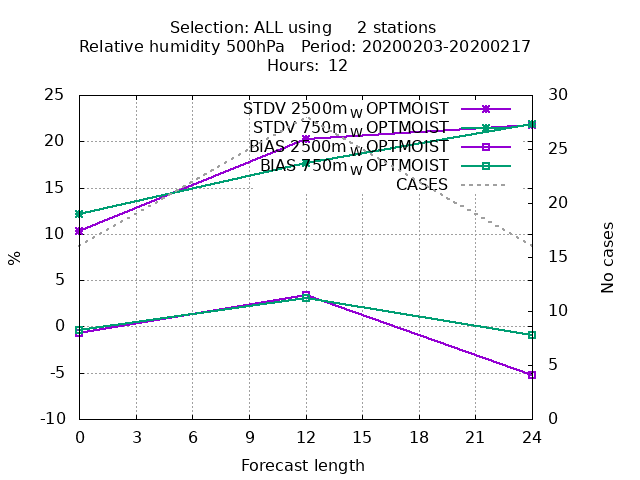 Selection: ALL using     2 stations
Relative humidity 500hPa   Period: 20200203-20200217
Hours:  12
25
20
15
10
5
0
-5
-10
%
STDV 2500m_W OPTMOIST
STDV 750m_W OPTMOIST
BIAS 2500m_W OPTMOIST
BIAS 750m_W OPTMOIST
CASES
30
25
20
15
10
5
0
No cases
0 3 6 9 12 15 18 21 24
Forecast length